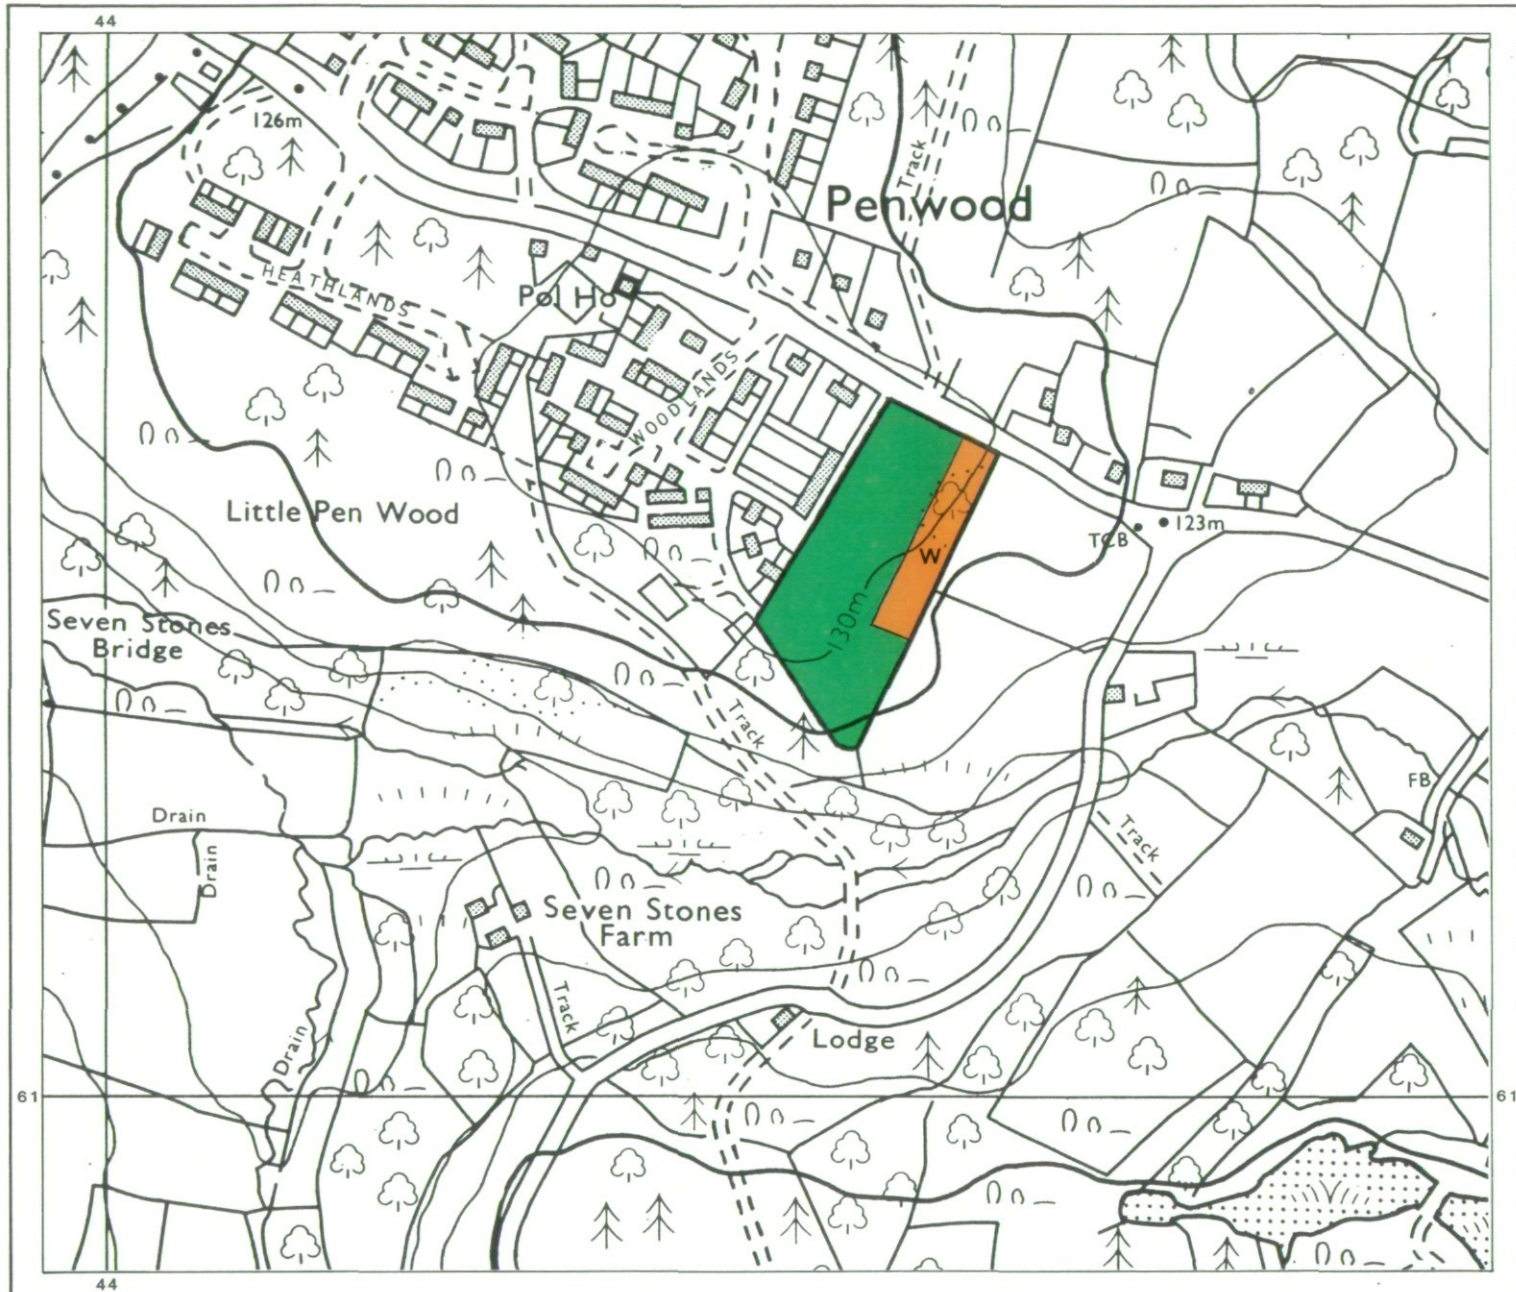 44
126m
Track
Penwood
HEATHLANDS
Pol Ho
WOODLANDS
Little Pen Wood
TCB
123m
W
130m
Seven Stones
Bridge
Track
FB
Drain
Drain
Track
Seven Stones
Farm
Track
Drain
Lodge
61
61
44